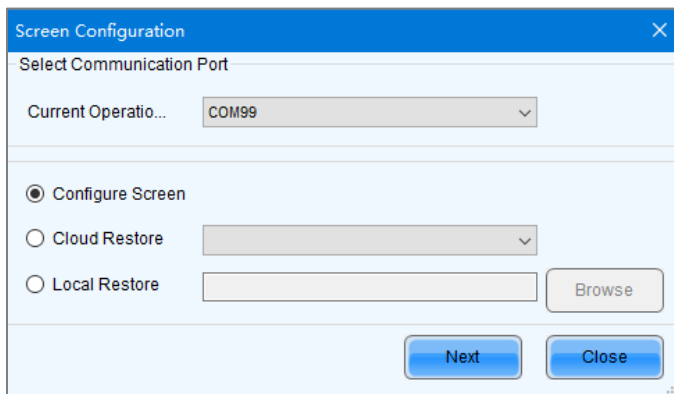 Screen Configuration
Select Communication Port
Current Operatio... COM99
Configure Screen
Cloud Restore
Local Restore Browse
Next Close